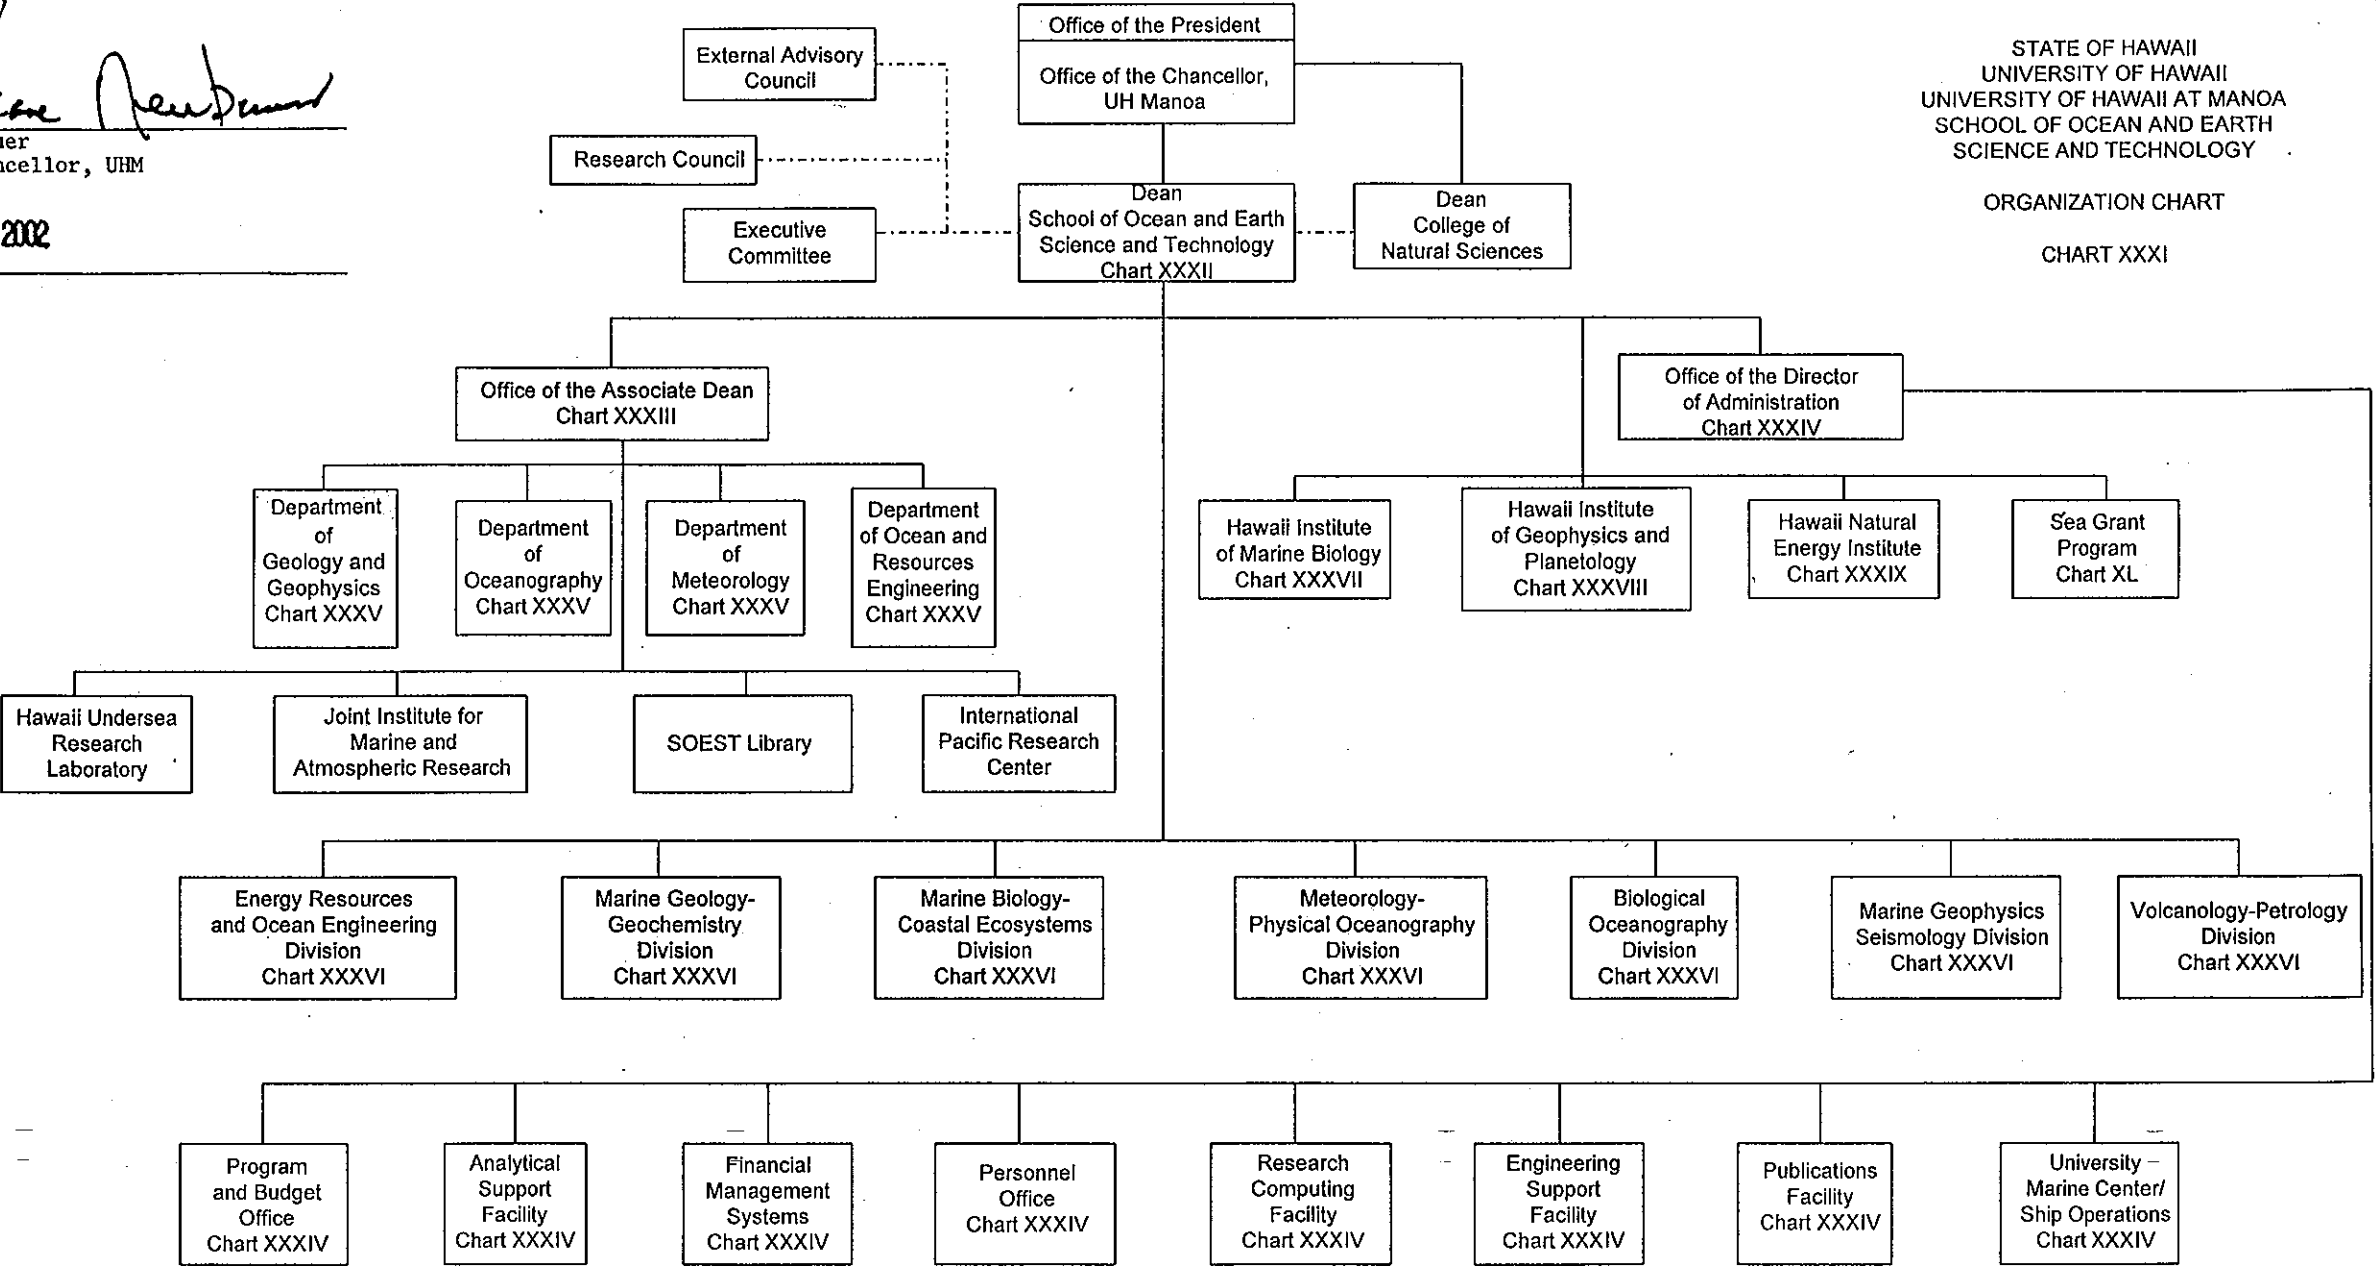 Office of the President
External Advisory
Council
Office of the Chancellor,
UH Manoa
STATE OF HAWAII
UNIVERSITY OF HAWAII
UNIVERSITY OF HAWAII AT MANOA
SCHOOL OF OCEAN AND EARTH
SCIENCE AND TECHNOLOGY
ORGANIZATION CHART
CHART XXXI
ncellor, UHM
2002
Research Council
Executive
Committee
Dean
School of Ocean and Earth
Science and Technology
Chart XXXII
Dean
College of
Natural Sciences
Office of the Associate Dean
Chart XXXIII
Office of the Director
of Administration
Chart XXXIV
Department
of
Geology and
Geophysics
Chart XXXV
Department
of
Oceanography
Chart XXXV
Department
of
Meteorology
Chart XXXV
Department
of Ocean and
Resources
Engineering
Chart XXXV
Hawaii Institute
of Marine Biology
Chart XXXVII
Hawaii Institute
of Geophysics and
Planetology
Chart XXXVIII
Hawaii Natural
Energy Institute
Chart XXXIX
Sea Grant
Program
Chart XL
Hawaii Undersea
Research
Laboratory
Joint Institute for
Marine and
Atmospheric Research
SOEST Library
International
Pacific Research
Center
Energy Resources
and Ocean Engineering
Division
Chart XXXVI
Marine Geology-
Geochemistry
Division
Chart XXXVI
Marine Biology-
Coastal Ecosystems
Division
Chart XXXVI
Meteorology-
Physical Oceanography
Division
Chart XXXVI
Biological
Oceanography
Division
Chart XXXVI
Marine Geophysics
Seismology Division
Chart XXXVI
Volcanology-Petrology
Division
Chart XXXVI
Program
and Budget
Office
Chart XXXIV
Analytical
Support
Facility
Chart XXXIV
Financial
Management
Systems
Chart XXXIV
Personnel
Office
Chart XXXIV
Research
Computing
Facility
Chart XXXIV
Engineering
Support
Facility
Chart XXXIV
Publications
Facility
Chart XXXIV
University
Marine Center/
Ship Operations
Chart XXXIV